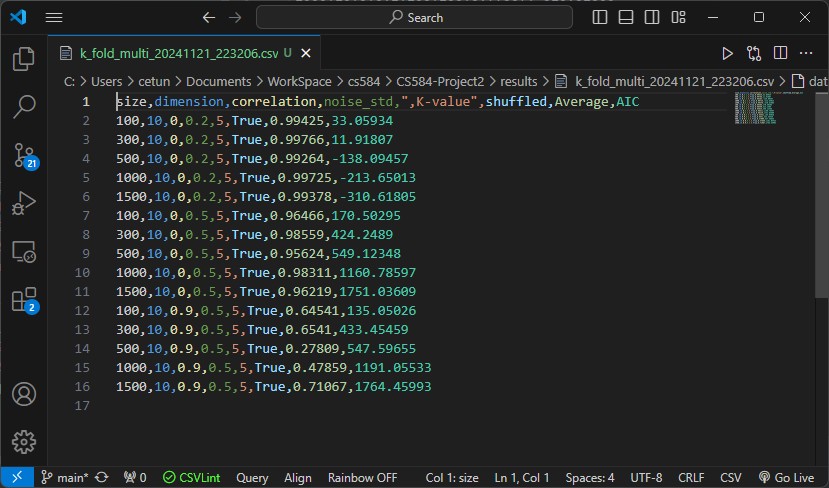 Search
k_fold_multi_20241121_223206.csv U
C: > Users > cetun > Documents > WorkSpace > cs584 > CS584-Project2 > results > k_fold_multi_20241121_223206.csv > dat
1 size,dimension,correlation,noise_std,",K-value",shuffled,Average,AIC
2 100,10,0,0.2,5,True,0.99425,33.05934
3 300,10,0,0.2,5,True,0.99766,11.91807
4 500,10,0,0.2,5,True,0.99264,-138.09457
5 1000,10,0,0.2,5,True,0.99725,-213.65013
6 1500,10,0,0.2,5,True,0.99378,-310.61805
7 100,10,0,0.5,5,True,0.96466,170.50295
8 300,10,0,0.5,5,True,0.98559,424.2489
9 500,10,0,0.5,5,True,0.95624,549.12348
10 1000,10,0,0.5,5,True,0.98311,1160.78597
11 1500,10,0,0.5,5,True,0.96219,1751.03609
12 100,10,0.9,0.5,5,True,0.64541,135.05026
13 300,10,0.9,0.5,5,True,0.6541,433.45459
14 500,10,0.9,0.5,5,True,0.27809,547.59655
15 1000,10,0.9,0.5,5,True,0.47859,1191.05533
16 1500,10,0.9,0.5,5,True,0.71067,1764.45993
17
21
2
main* 0 CSVLint Query Align Rainbow OFF Col 1: size Ln 1, Col 1 Spaces: 4 UTF-8 CRLF CSV Go Live